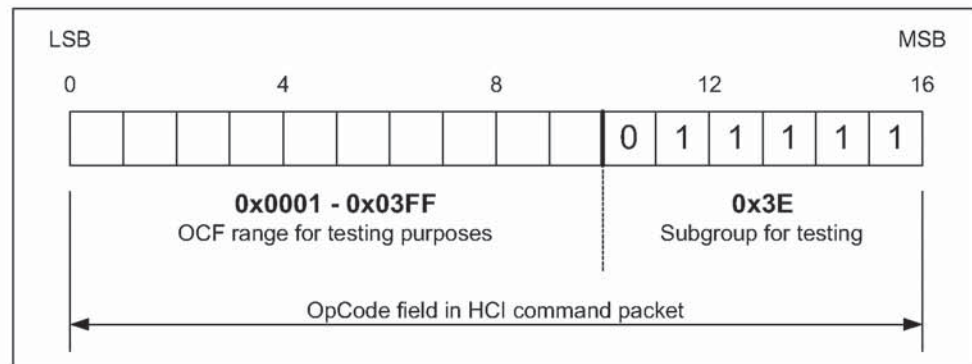 LSB MSB
0 4 8 12 16
0 1 1 1 1 1
0x0001 - 0x03FF 0x3E
OCF range for testing purposes Subgroup for testing
OpCode field in HCI command packet